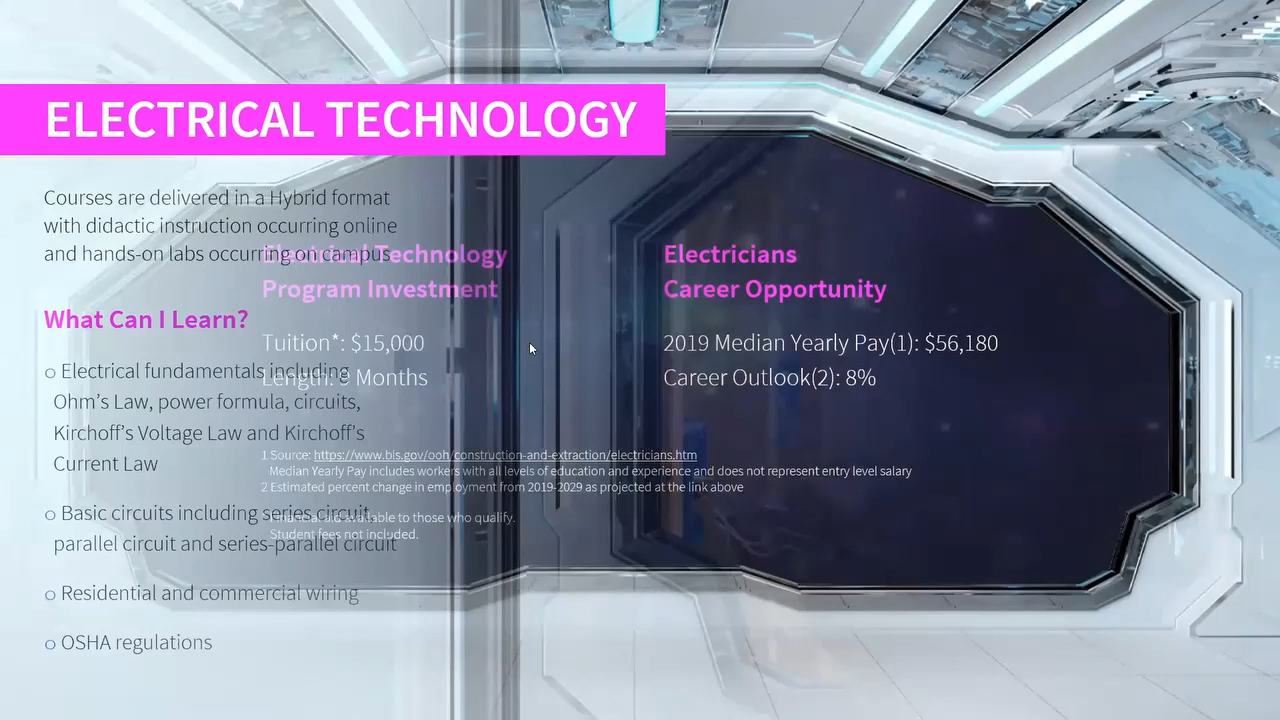 ELECTRICAL TECHNOLOGY
Courses are delivered in a Hybrid format
with didactic instruction occurring online
and hands-on labs occurring on campus.
What Can I Learn?
o Electrical fundamentals including
Ohm's Law, power formula, circuits,
Kirchoff's Voltage Law and Kirchoff's
Current Law
o Basic circuits including series circuit,
parallel circuit and series-parallel circuit
o Residential and commercial wiring
o OSHA regulations
Electrical Technology
Program Investment
Tuition*: $15,000
Length: 9 Months
Electricians
Career Opportunity
2019 Median Yearly Pay(1): $56,180
Career Outlook(2): 8%
1 Source: https://www.bls.gov/ooh/construction-and-extraction/electricians.htm
Median Yearly Pay includes workers with all levels of education and experience and does not represent entry level salary
2 Estimated percent change in employment from 2019-2029 as projected at the link above
Financial aid available to those who qualify.
Student fees not included.